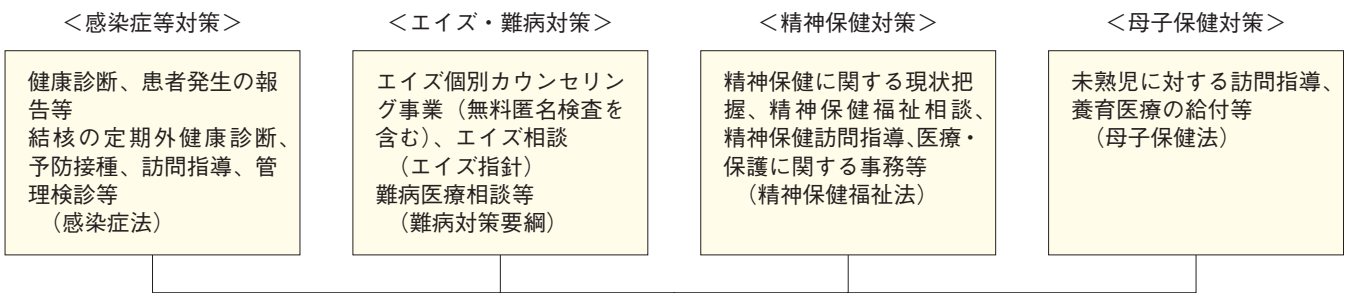 ＜感染症等対策＞
健康診断、患者発生の報
告等
結核の定期外健康診断、
予防接種、訪問指導、管
理検診等
（感染症法）
＜エイズ・難病対策＞
エイズ個別カウンセリン
グ事業（無料匿名検査を
含む）、エイズ相談
（エイズ指針）
難病医療相談等
（難病対策要綱）
＜精神保健対策＞
精神保健に関する現状把
握、精神保健福祉相談、
精神保健訪問指導、医療・
保護に関する事務等
（精神保健福祉法）
＜母子保健対策＞
未熟児に対する訪問指導、
養育医療の給付等
（母子保健法）